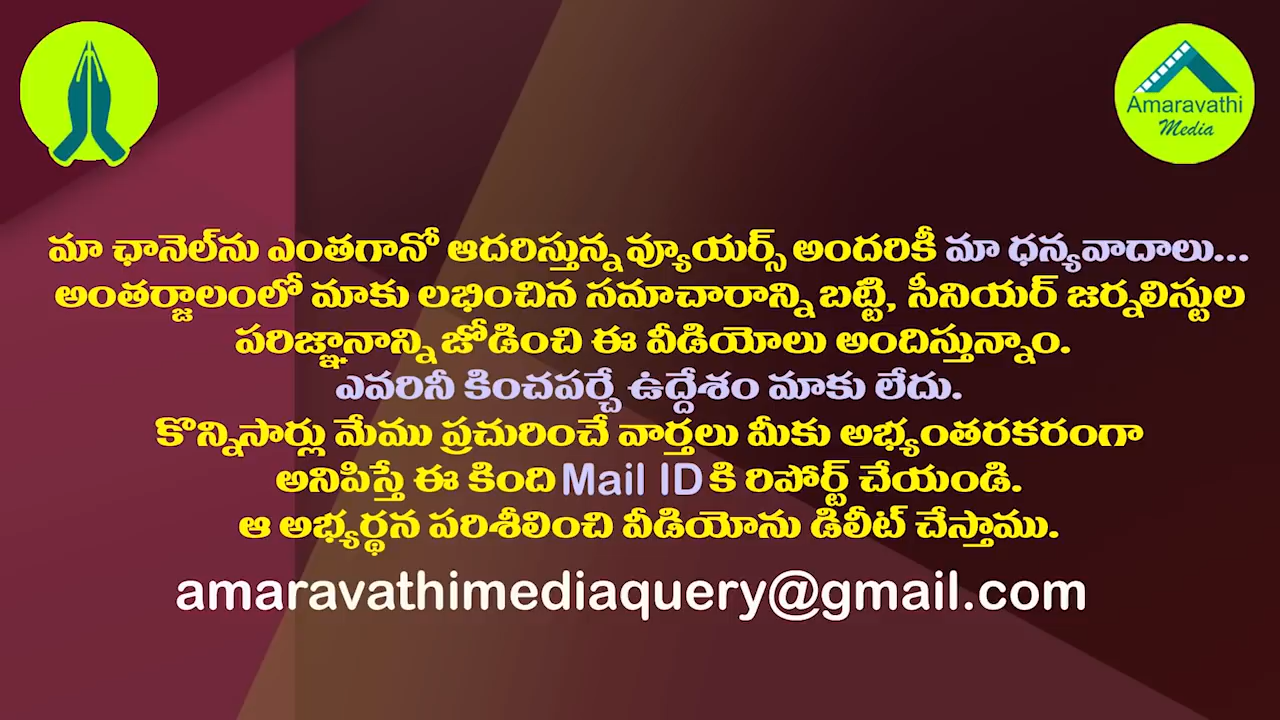 Amaravathi
Media
మా ఛానెల్‌ను ఎంతగానో ఆదరిస్తున్న వ్యూయర్స్ అందరికీ మా ధన్యవాదాలు...
అంతర్జాలంలో మాకు లభించిన సమాచారాన్ని బట్టి, సీనియర్ జర్నలిస్టుల
పరిజ్ఞానాన్ని జోడించి ఈ వీడియోలు అందిస్తున్నాం.
ఎవరినీ కించపర్చే ఉద్దేశం మాకు లేదు.
కొన్నిసార్లు మేము ప్రచురించే వార్తలు మీకు అభ్యంతరకరంగా
అనిపిస్తే ఈ కింది Mail ID కి రిపోర్ట్ చేయండి.
ఆ అభ్యర్థన పరిశీలించి వీడియోను డిలీట్ చేస్తాము.
amaravathimediaquery@gmail.com